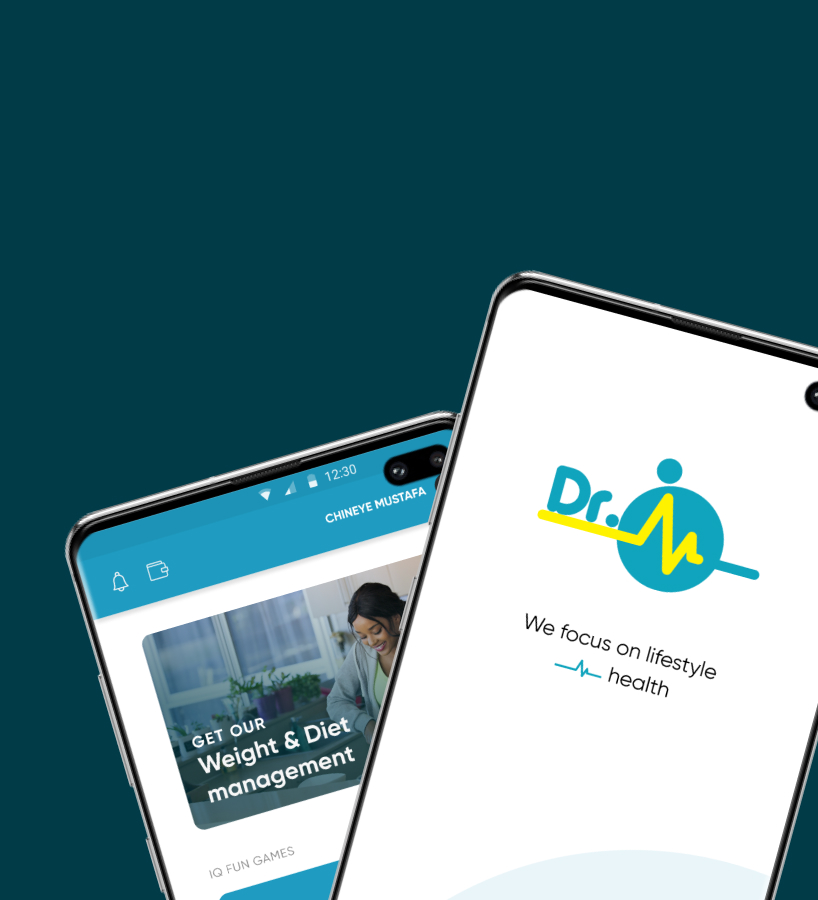 12:30
CHINEYE MUSTAFA
GET OUR
Weight & Diet
management
IQ FUN GAMES
Dr.M
We focus on lifestyle
health